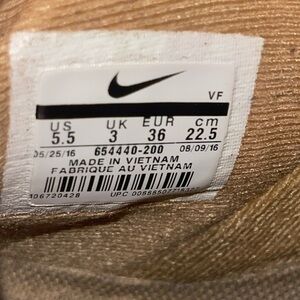 VF
US UK EUR cm
5.5 3 36 22.5
05/25/16 654440-200 08/09/16
MADE IN VIETNAM
FABRIQUE AU VIETNAM
UPC